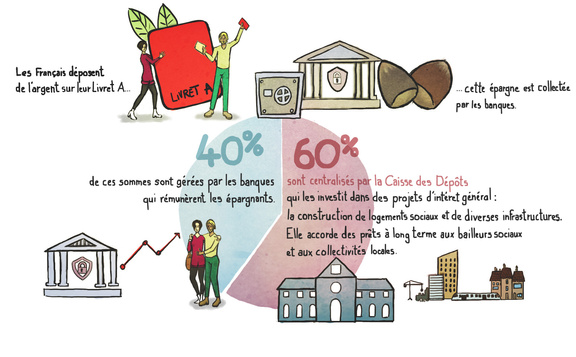 Les Français déposent
de l'argent sur leur Livret A...
LIVRET A
...cette épargne est collectée
par les banques.
40%
de ces sommes sont gérées par les banques
qui rémunèrent les épargnants.
60%
sont centralisés par la Caisse des Dépôts
qui les investit dans des projets d'intérêt général :
la construction de logements sociaux et de diverses infrastructures.
Elle accorde des prêts à long terme aux bailleurs sociaux
et aux collectivités locales.